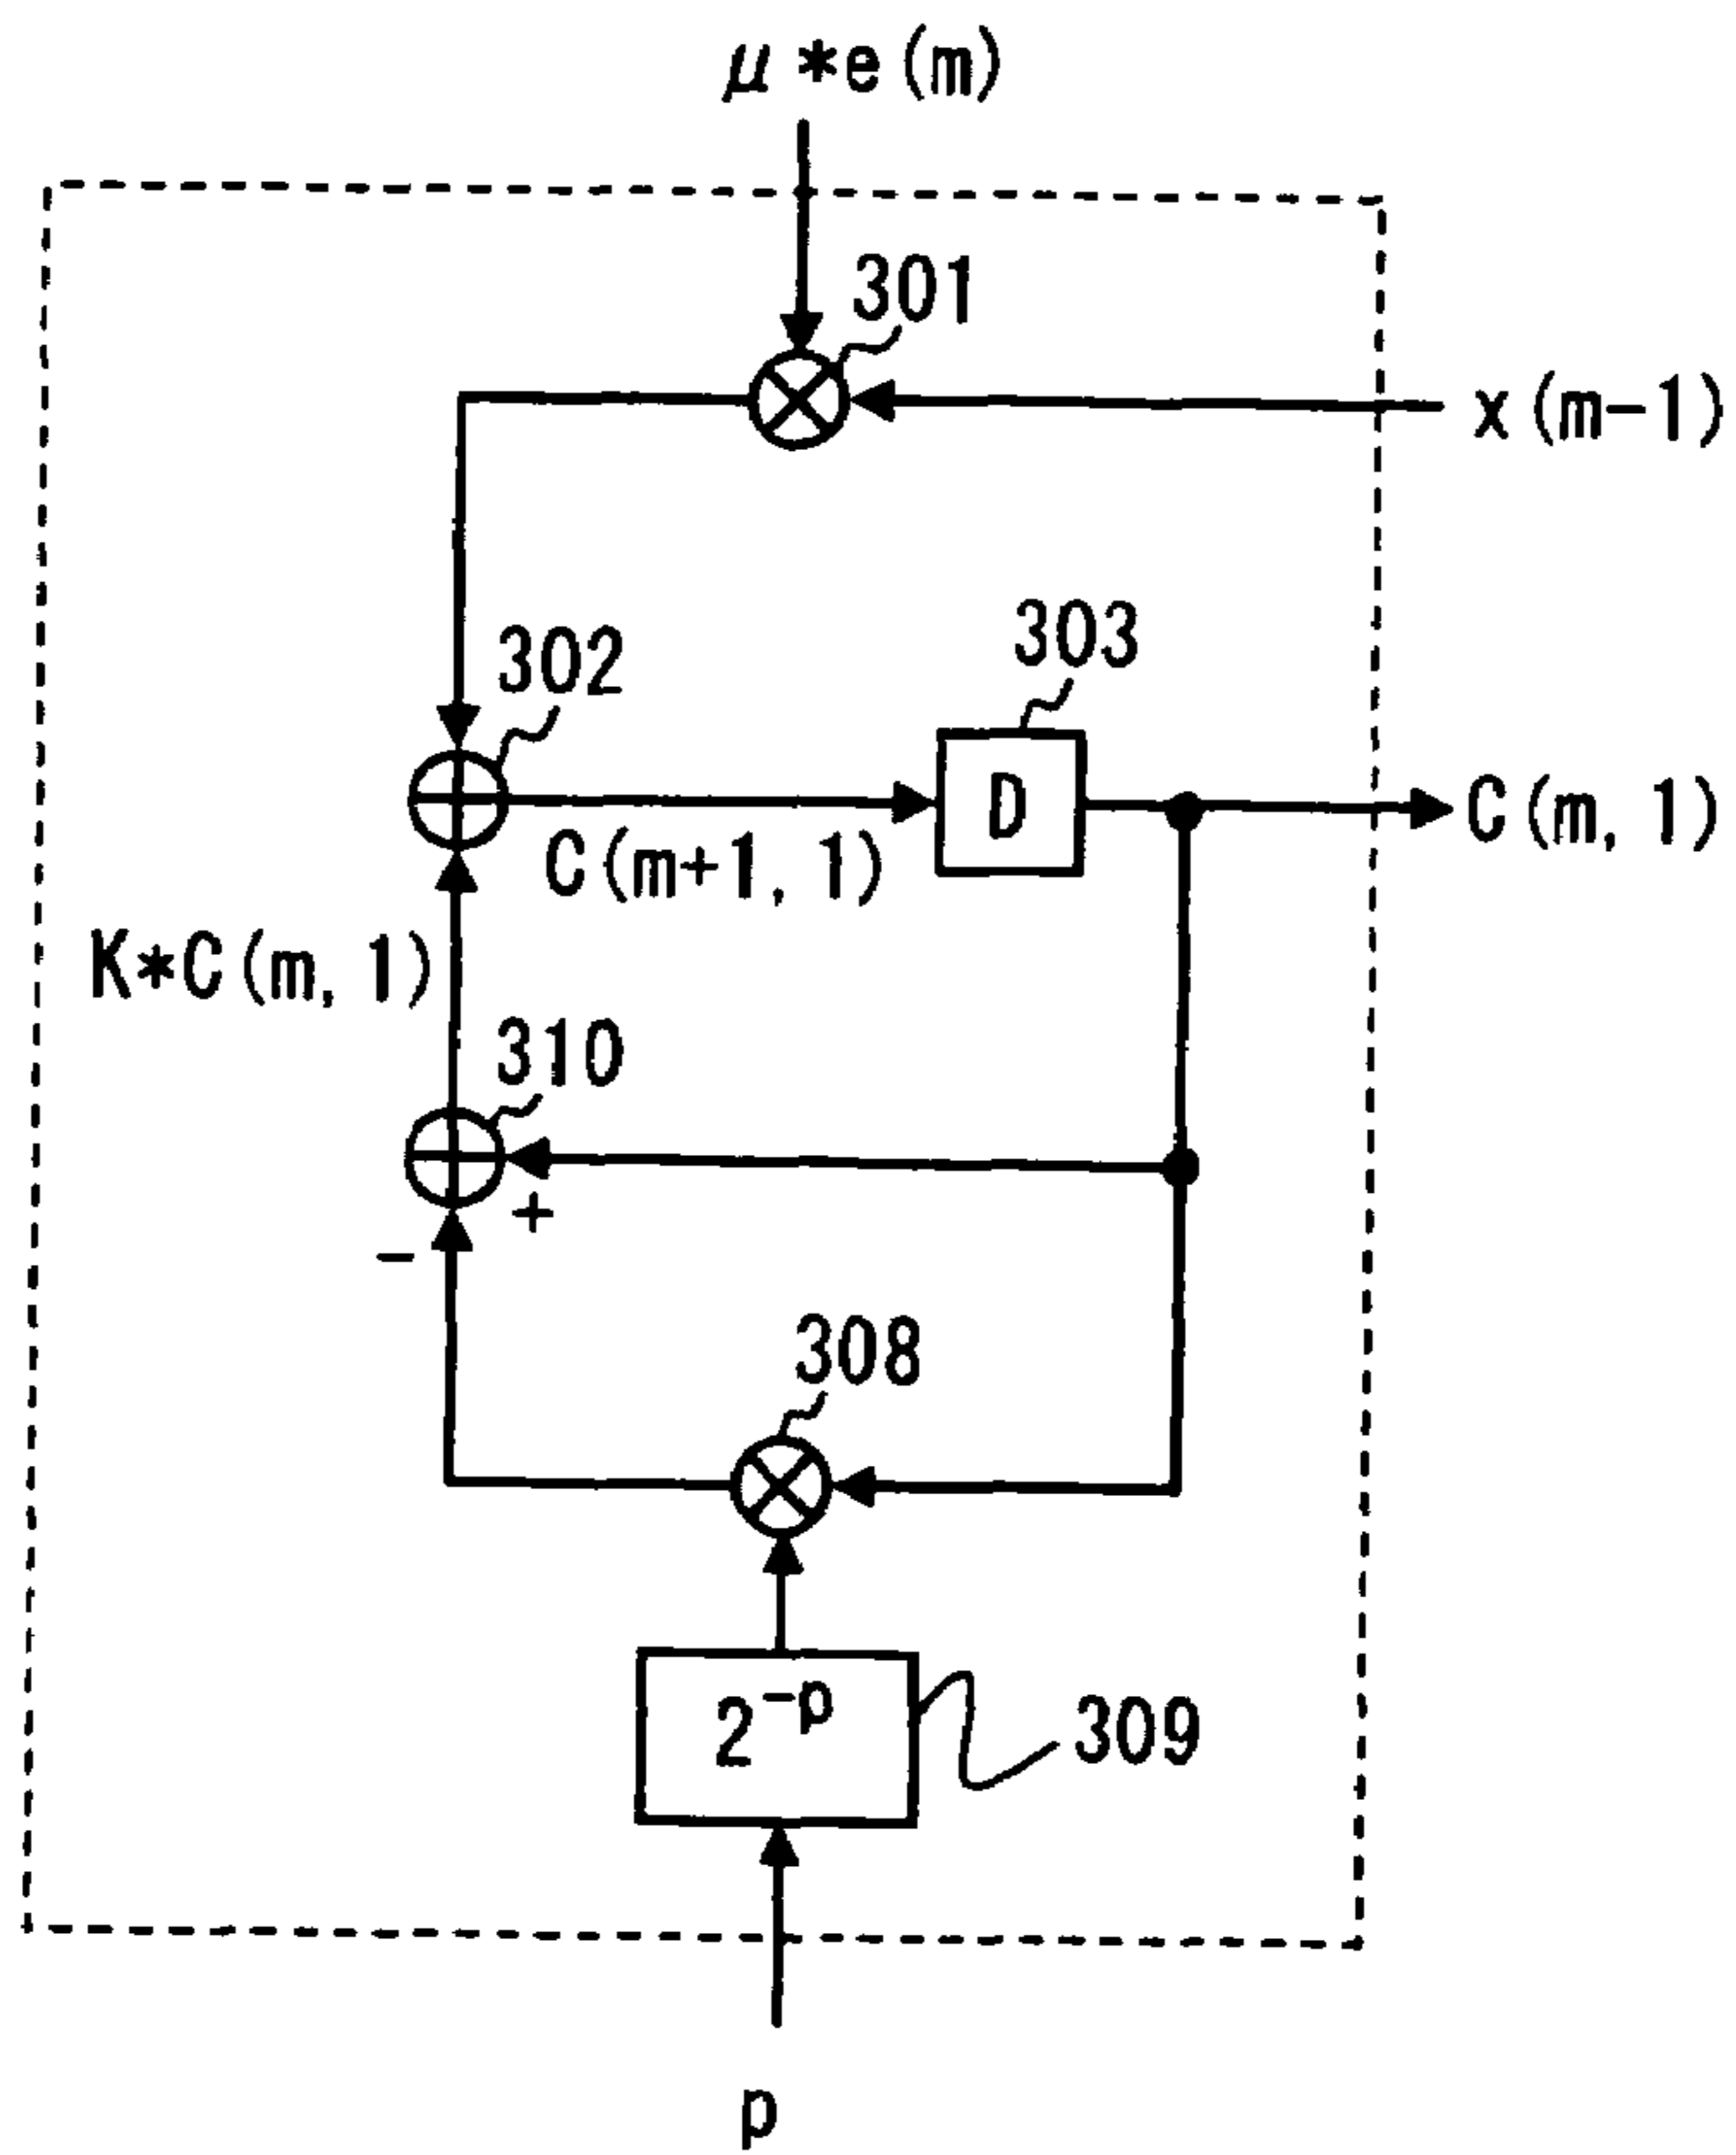 μ*e(m)
301
x(m-1)
302
303
D
C(m+1, 1)
C(m, 1)
K*C(m, 1)
310
+
-
308
2^-p
309
p